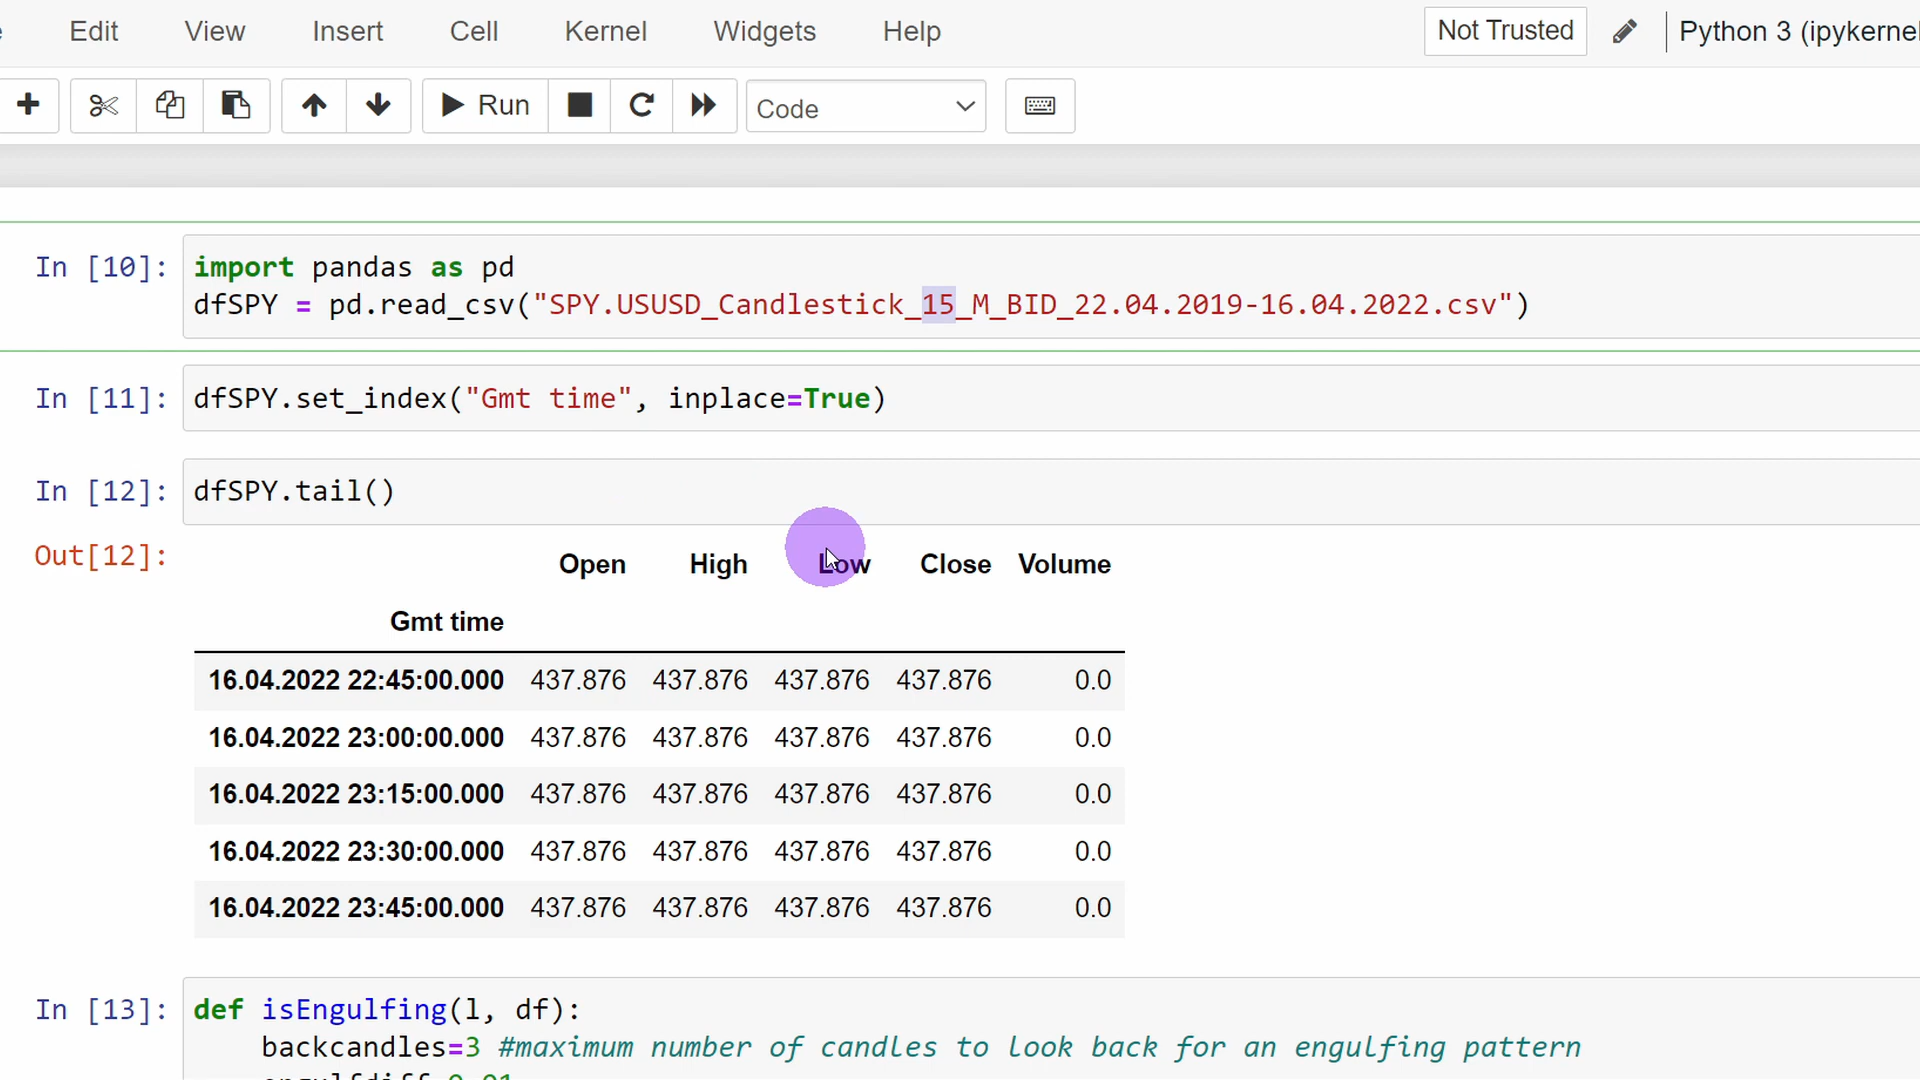 Edit View Insert Cell Kernel Widgets Help Not Trusted Python 3 (ipykerne
Run Code
In [10]: import pandas as pd
dfSPY = pd.read_csv("SPY.USUSD_Candlestick_15_M_BID_22.04.2019-16.04.2022.csv")
In [11]: dfSPY.set_index("Gmt time", inplace=True)
In [12]: dfSPY.tail()
Out[12]: Open High Low Close Volume
Gmt time
16.04.2022 22:45:00.000 437.876 437.876 437.876 437.876 0.0
16.04.2022 23:00:00.000 437.876 437.876 437.876 437.876 0.0
16.04.2022 23:15:00.000 437.876 437.876 437.876 437.876 0.0
16.04.2022 23:30:00.000 437.876 437.876 437.876 437.876 0.0
16.04.2022 23:45:00.000 437.876 437.876 437.876 437.876 0.0
In [13]: def isEngulfing(l, df):
backcandles=3 #maximum number of candles to look back for an engulfing pattern